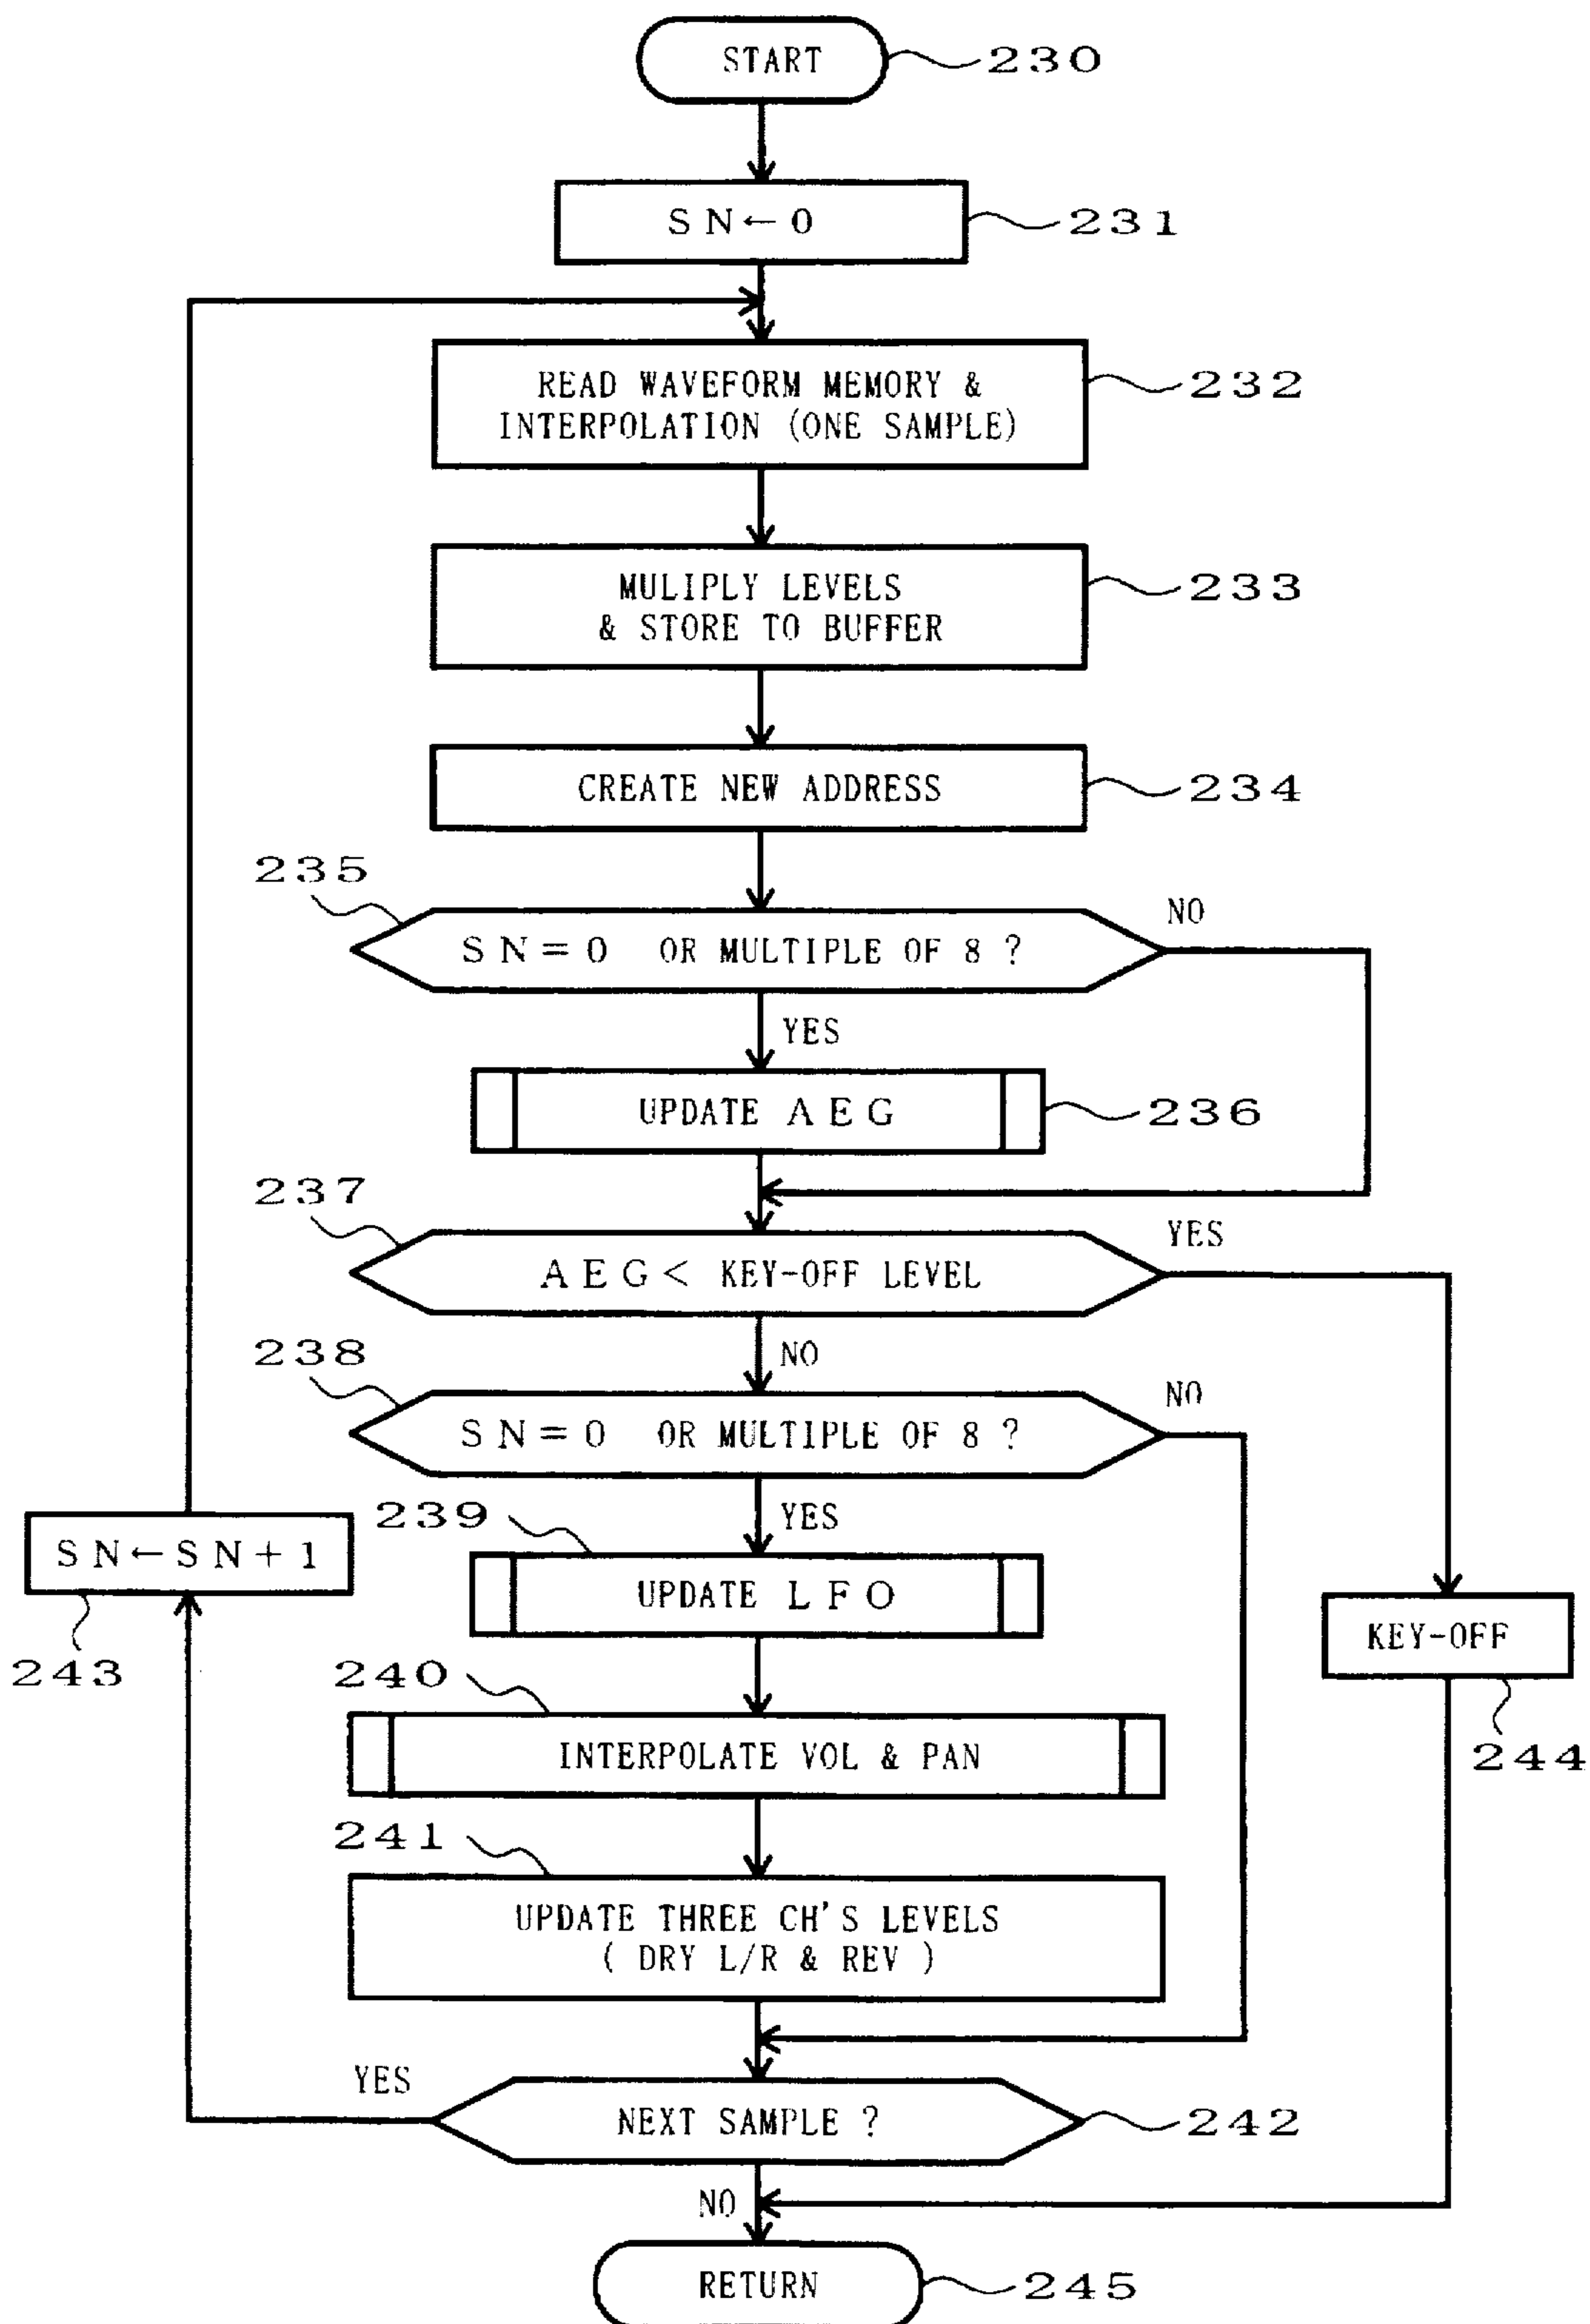 START
230
SN←0
231
READ WAVEFORM MEMORY &
INTERPOLATION (ONE SAMPLE)
232
MULIPLY LEVELS
& STORE TO BUFFER
233
CREATE NEW ADDRESS
234
235
SN=0 OR MULTIPLE OF 8 ?
NO
YES
UPDATE AEG
236
237
AEG< KEY-OFF LEVEL
YES
NO
238
SN=0 OR MULTIPLE OF 8 ?
NO
YES
239
UPDATE LFO
SN←SN+1
243
KEY-OFF
244
240
INTERPOLATE VOL & PAN
241
UPDATE THREE CH'S LEVELS
( DRY L/R & REV )
YES
NEXT SAMPLE ?
242
NO
RETURN
245